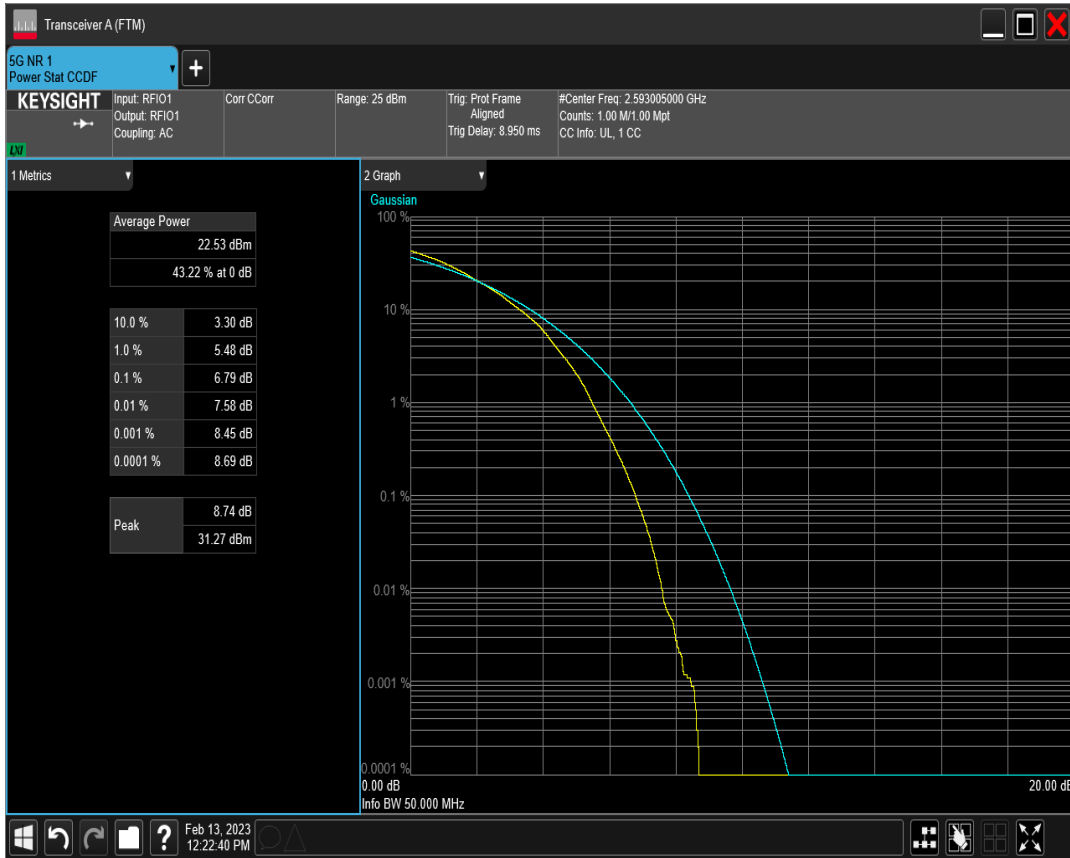 Transceiver A (FTM)
5G NR 1
Power Stat CCDF
KEYSIGHT
LXI
Input: RFIO1
Output: RFIO1
Coupling: AC
Corr CCorr
Range: 25 dBm
Trig: Prot Frame
Aligned
Trig Delay: 8.950 ms
#Center Freq: 2.593005000 GHz
Counts: 1.00 M/1.00 Mpt
CC Info: UL, 1 CC
1 Metrics
Average Power
22.53 dBm
43.22 % at 0 dB
10.0 % 3.30 dB
1.0 % 5.48 dB
0.1 % 6.79 dB
0.01 % 7.58 dB
0.001 % 8.45 dB
0.0001 % 8.69 dB
Peak
8.74 dB
31.27 dBm
2 Graph
Gaussian
100 %
10 %
1 %
0.1 %
0.01 %
0.001 %
0.0001 %
0.00 dB 20.00 dB
Info BW 50.000 MHz
?
Feb 13, 2023
12:22:40 PM